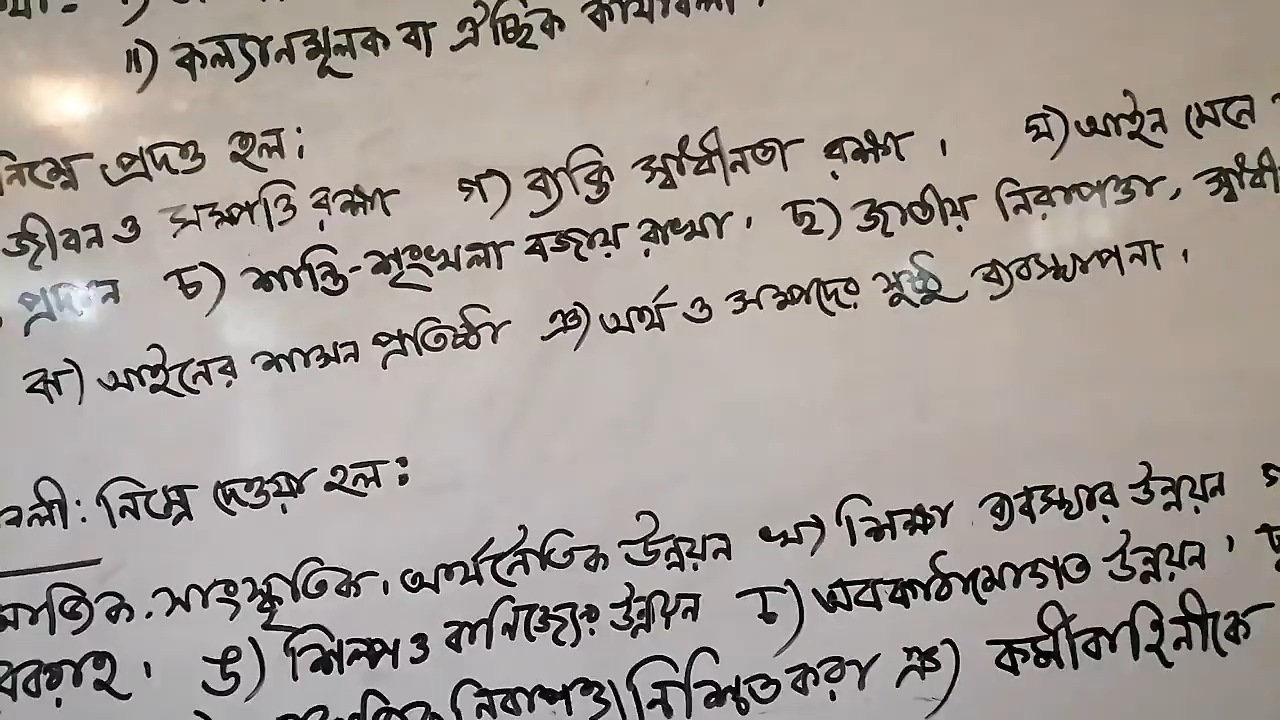 ii) কল্যানমূলক বা ঐচ্ছিক কার্যাবলী
নিম্নে প্রদত্ত হল:
জীবন ও সম্পত্তি রক্ষা গ) ব্যক্তি স্বাধীনতা রক্ষা । ঘ) আইন মেনে
প্রদান চ) শান্তি-শৃংখলা বজায় রাখা। ছ) জাতীয় নিরাপত্তা,
ঝ) আইনের শাসন প্রতিষ্ঠা ঞ) অর্থ ও সম্পদের সুষ্ঠু ব্যবস্থাপনা ।
বলী: নিম্নে দেওয়া হল:
মাজিক, সাংস্কৃতিক, অর্থনৈতিক উন্নয়ন খ) শিক্ষা ব্যবস্থার উন্নয়ন
বরাহ । ঙ) শিল্প ও বানিজ্যের উন্নয়ন চ) অবকাঠামোগত উন্নয়ন ।
নিরাপত্তা নিশ্চিত করা ঞ) কর্মীবাহিনীকে